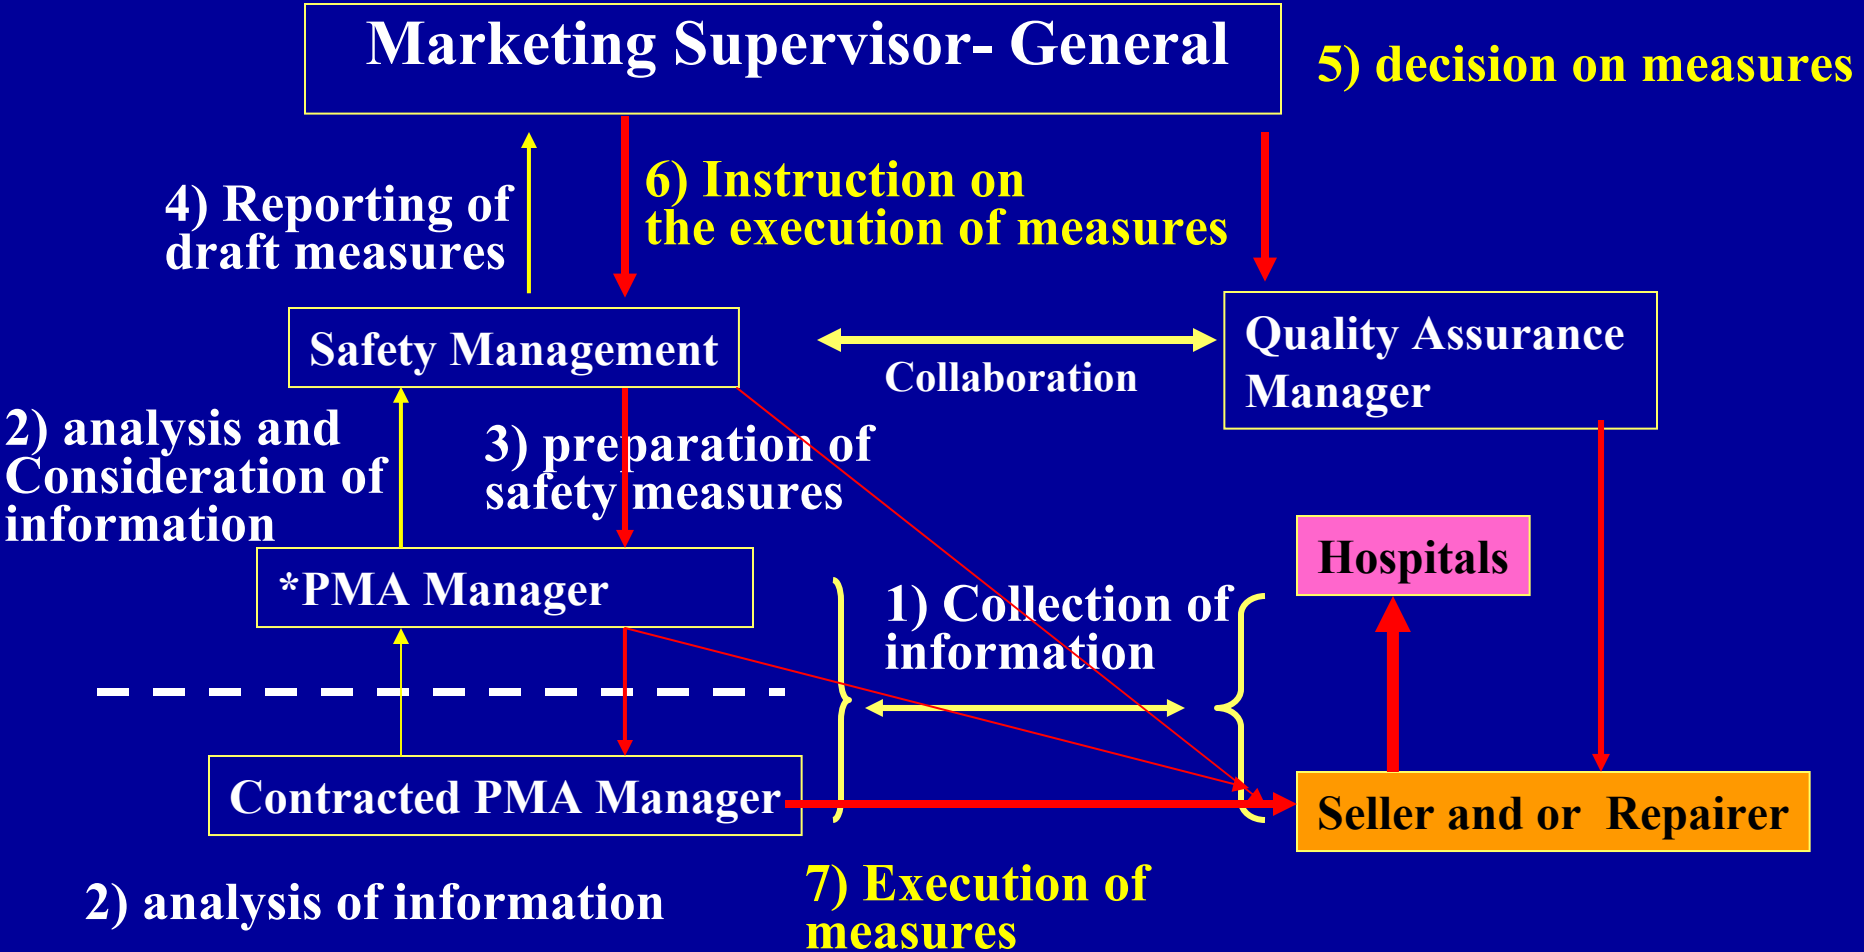 Marketing Supervisor- General
5) decision on measures
4) Reporting of
draft measures
6) Instruction on
the execution of measures
Safety Management
Collaboration
Quality Assurance
Manager
2) analysis and
Consideration of
information
3) preparation of
safety measures
*PMA Manager
1) Collection of
information
Hospitals
Contracted PMA Manager
Seller and or  Repairer
2) analysis of information
7) Execution of
measures